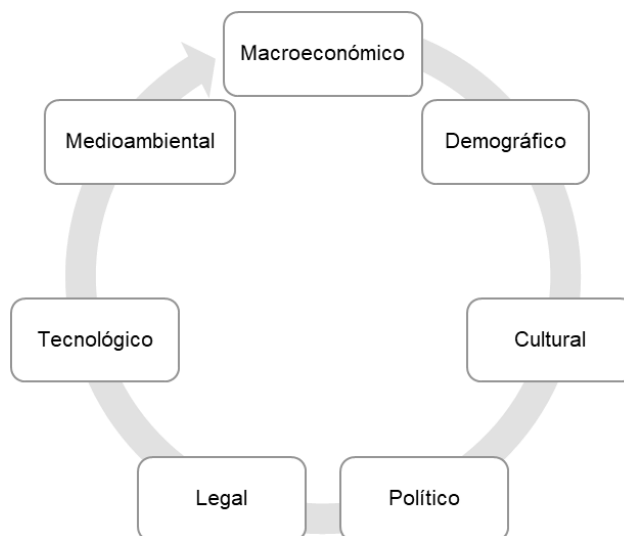 Macroeconómico
Demográfico
Cultural
Político
Legal
Tecnológico
Medioambiental